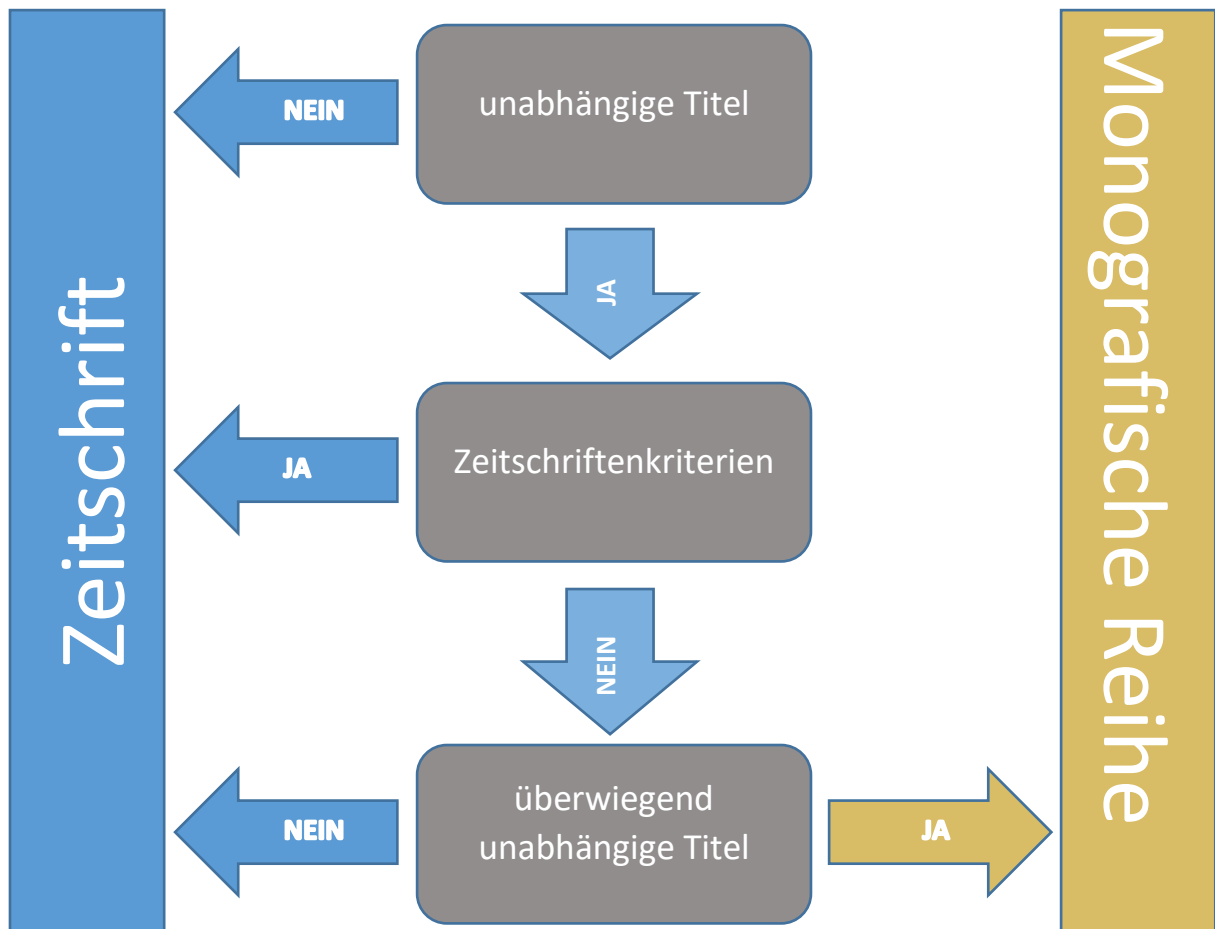 Zeitschrift
NEIN
unabhängige Titel
JA
JA
Zeitschriftenkriterien
NEIN
NEIN
überwiegend
unabhängige Titel
JA
Monografische Reihe